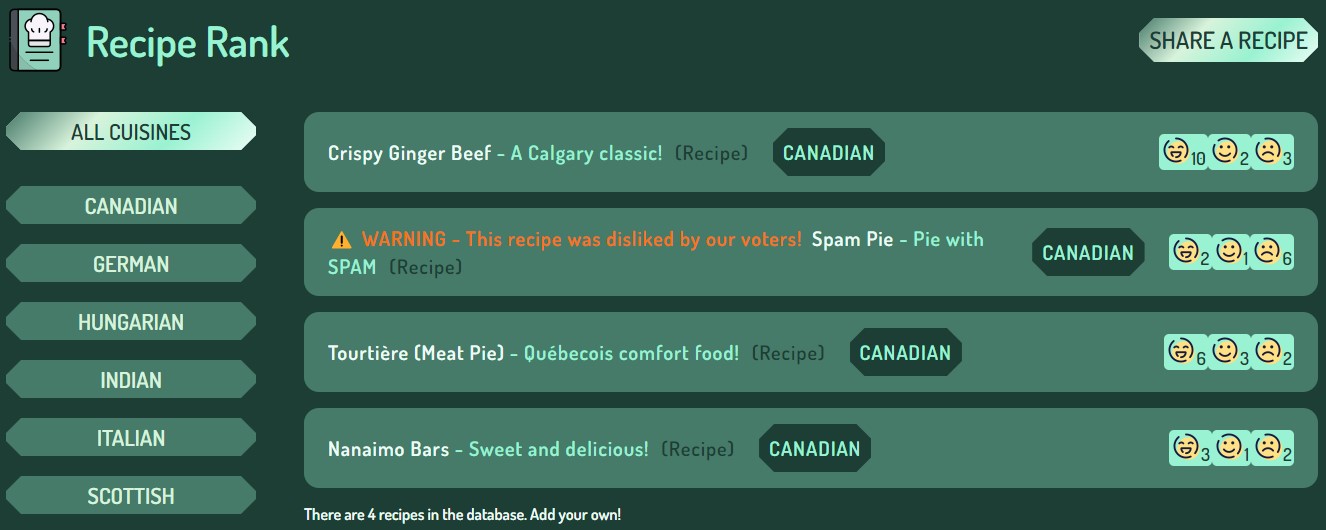 Recipe Rank
SHARE A RECIPE
ALL CUISINES
CANADIAN
GERMAN
HUNGARIAN
INDIAN
ITALIAN
SCOTTISH
Crispy Ginger Beef - A Calgary classic! (Recipe) CANADIAN 10 2 3
⚠️ WARNING - This recipe was disliked by our voters! Spam Pie - Pie with
SPAM (Recipe)
CANADIAN 2 1 6
Tourtière (Meat Pie) - Québecois comfort food! (Recipe) CANADIAN 6 3 2
Nanaimo Bars - Sweet and delicious! (Recipe) CANADIAN 3 1 2
There are 4 recipes in the database. Add your own!